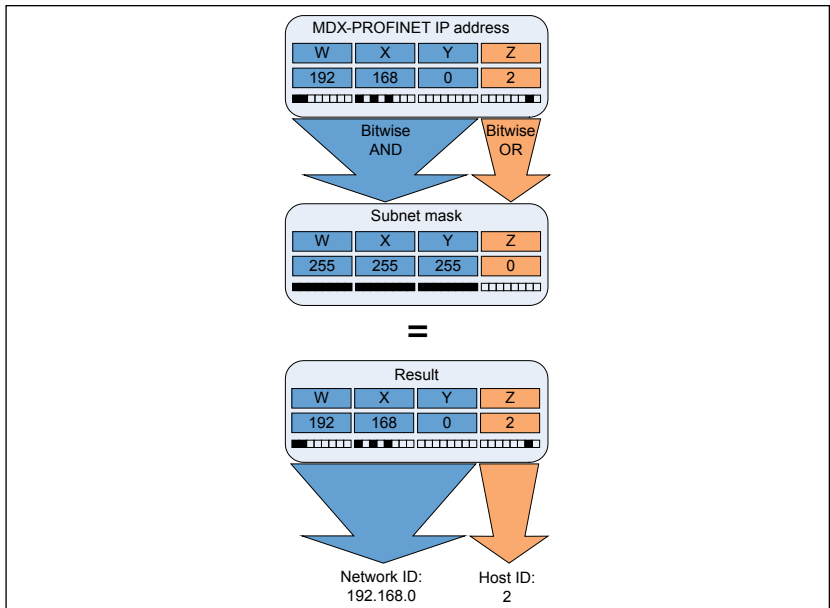 MDX-PROFINET IP address
W X Y Z
192 168 0 2
Bitwise AND
Bitwise OR
Subnet mask
W X Y Z
255 255 255 0
=
Result
W X Y Z
192 168 0 2
Network ID:
192.168.0
Host ID:
2